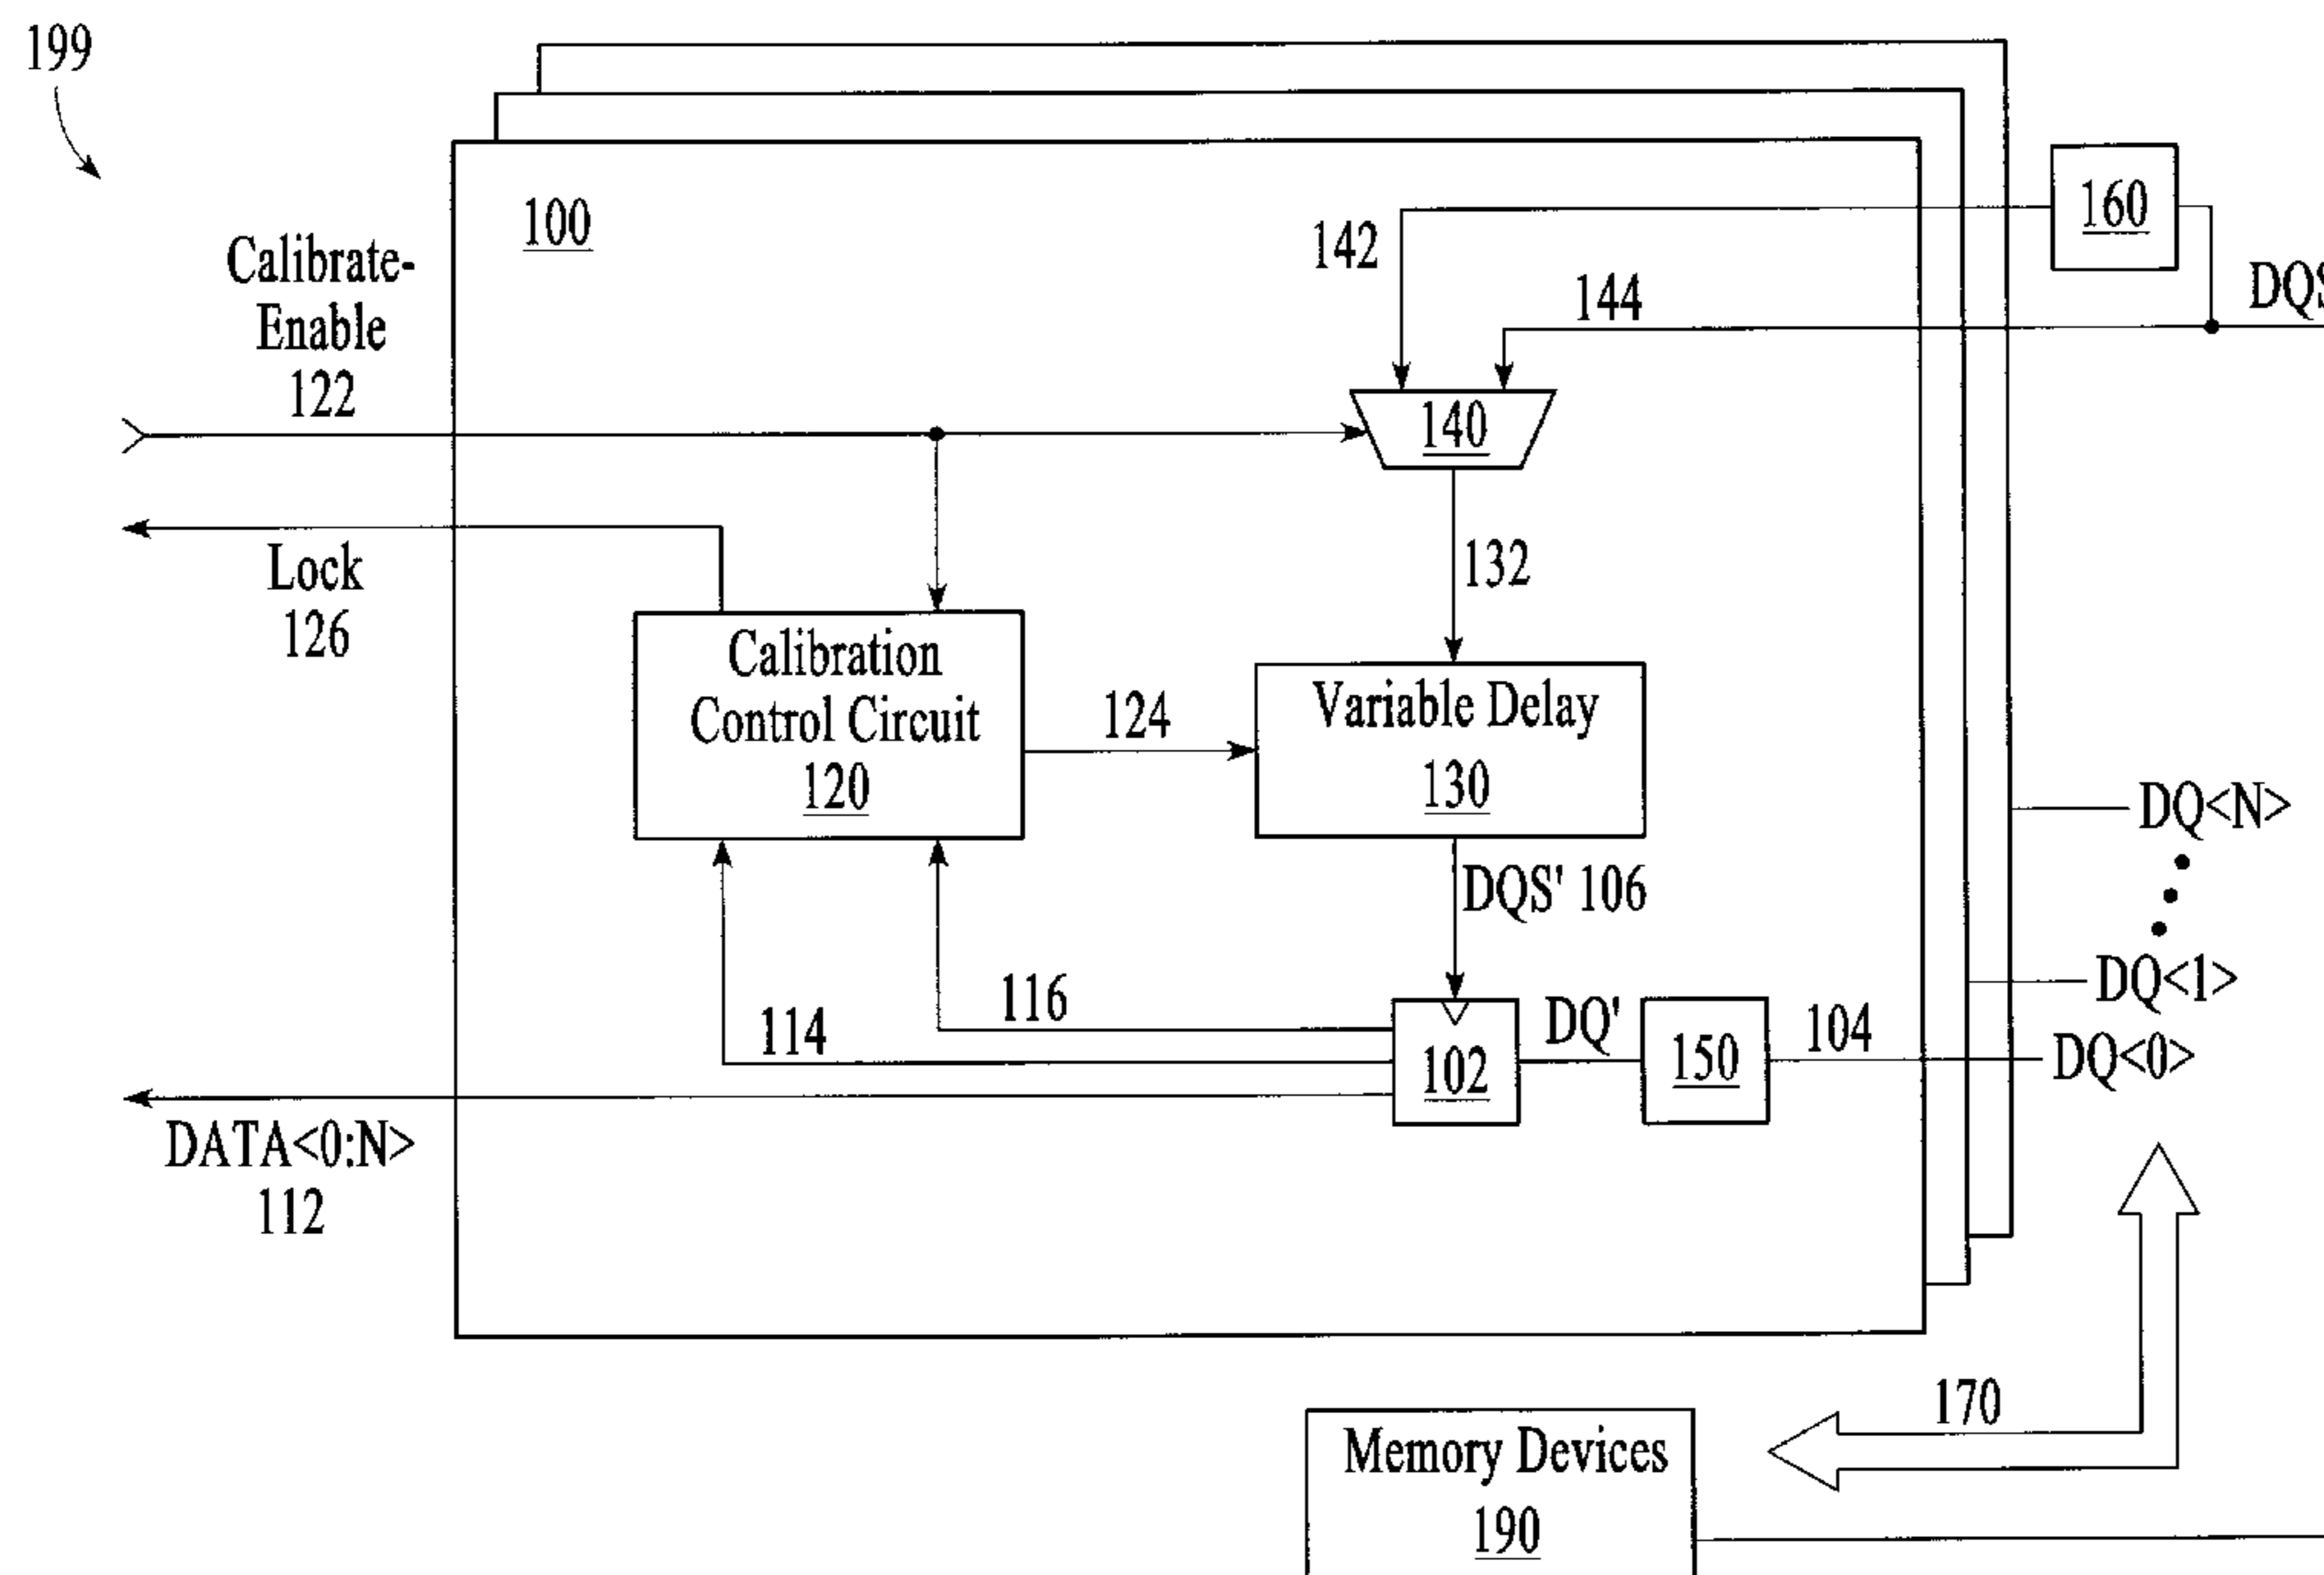 199
100
160
142
144
DQS
Calibrate-
Enable
122
140
Lock
126
132
Calibration
Control Circuit
120
124
Variable Delay
130
DQS' 106
DQ<N>
DQ<1>
DQ<0>
116
114
102
DQ'
150
104
DATA<0:N>
112
170
Memory Devices
190